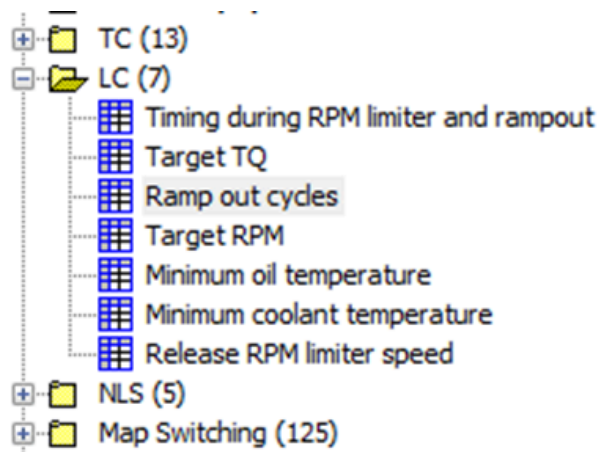 TC (13)
LC (7)
Timing during RPM limiter and rampout
Target TQ
Ramp out cycles
Target RPM
Minimum oil temperature
Minimum coolant temperature
Release RPM limiter speed
NLS (5)
Map Switching (125)